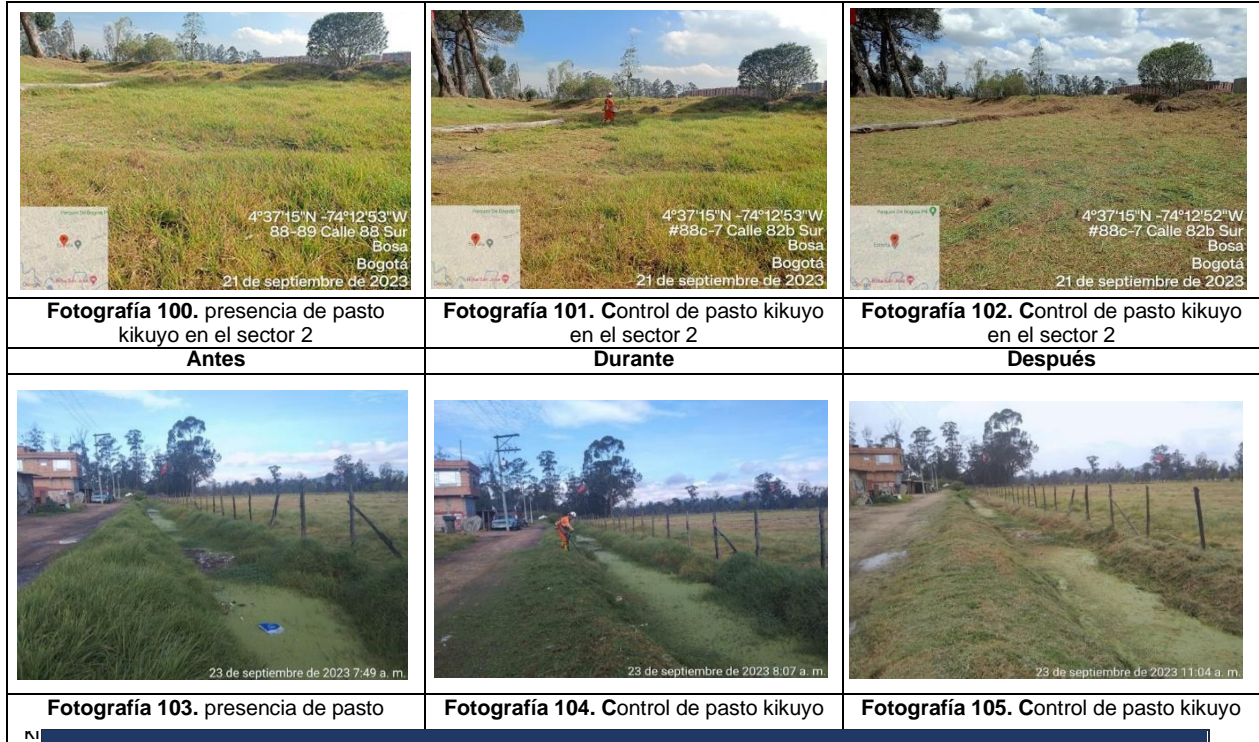 4°37'15"N -74°12'53"W
88-89 Calle 88 Sur
Bosa
Bogotá
21 de septiembre de 2023
4°37'15"N -74°12'53"W
#88c-7 Calle 82b Sur
Bosa
Bogotá
21 de septiembre de 2023
4°37'15"N -74°12'52"W
#88c-7 Calle 82b Sur
Bosa
Bogotá
21 de septiembre de 2023
Fotografía 100. presencia de pasto
kikuyo en el sector 2
Fotografía 101. Control de pasto kikuyo
en el sector 2
Fotografía 102. Control de pasto kikuyo
en el sector 2
Antes
Durante
Después
23 de septiembre de 2023 7:49 a. m.
23 de septiembre de 2023 8:07 a. m.
23 de septiembre de 2023 11:04 a. m.
Fotografía 103. presencia de pasto
Fotografía 104. Control de pasto kikuyo
Fotografía 105. Control de pasto kikuyo